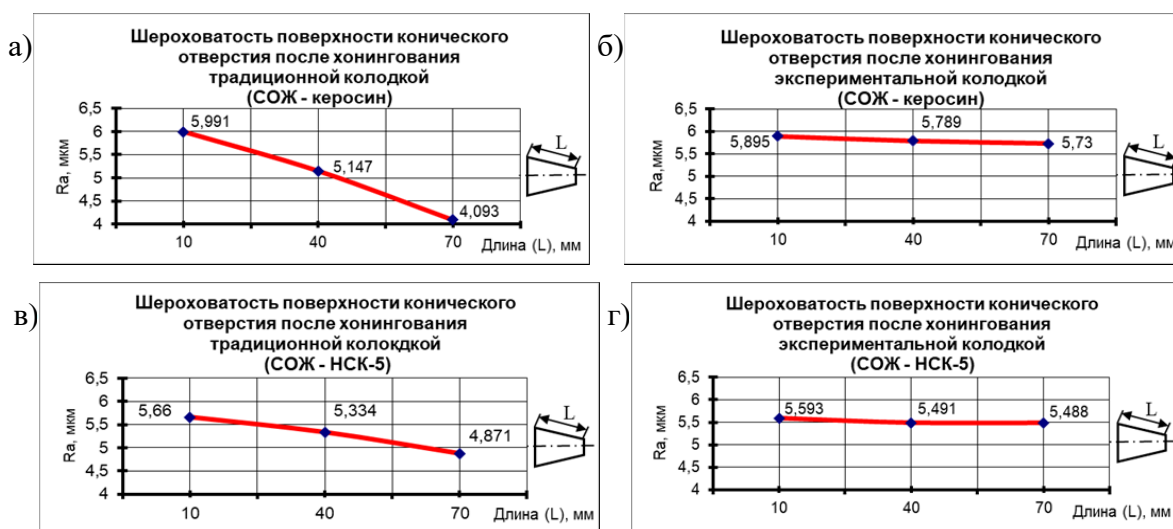 а)
Шероховатость поверхности конического
отверстия после хонингования
традиционной колодкой
(СО�ж - керосин)
Ra, мкм
6,5
6
5,5
5
4,5
4
5,991
5,147
4,093
10
40
70
Длина (L), мм
L
б)
Шероховатость поверхности конического
отверстия после хонингования
экспериментальной колодкой
(СОЖ - керосин)
Ra,мкм
6,5
6
5,5
5
4,5
4
5,895
5,789
5,73
10
40
70
Длина (L), мм
L
в)
Шероховатость поверхности конического
отверстия после хонингования
традиционной колокдкой
(СОЖ - НСК-5)
Ra, мкм
6,5
6
5,5
5
4,5
4
5,66
5,334
4,871
10
40
70
Длина (L), мм
L
г)
Шероховатость поверхности конического
отверстия после хонингования
экспериментальной колодкой
(СОЖ - НСК-5)
Ra, мкм
6,5
6
5,5
5
4,5
4
5,593
5,491
5,488
10
40
70
Длина (L), мм
L